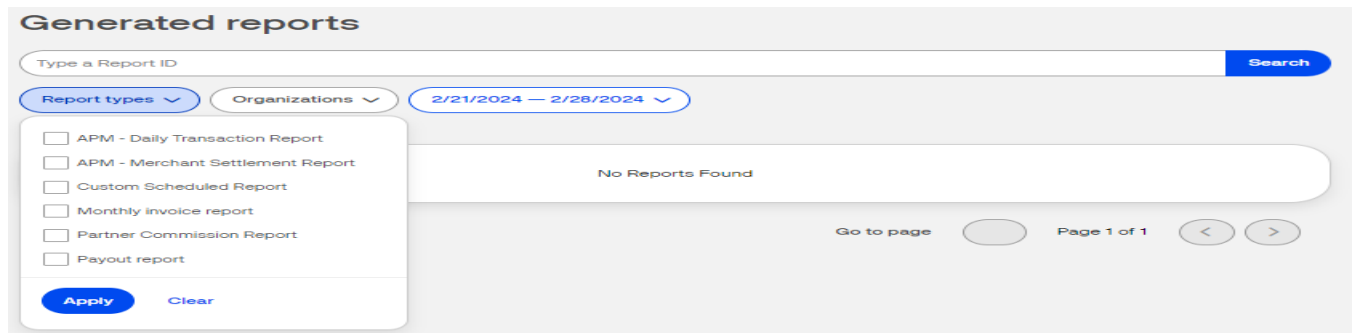 Generated reports
Type a Report ID
Search
Report types
Organizations
2/21/2024 — 2/28/2024
APM - Daily Transaction Report
APM - Merchant Settlement Report
Custom Scheduled Report
Monthly invoice report
Partner Commission Report
Payout report
Apply
Clear
No Reports Found
Go to page
Page 1 of 1